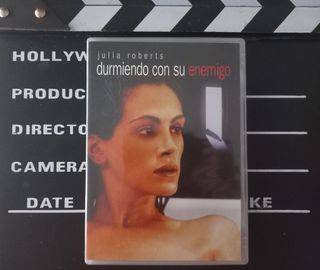 HOLLYW
julia roberts
durmiendo con su enemigo
PRODUC
DIRECTO
CAMERA
DATE
KE